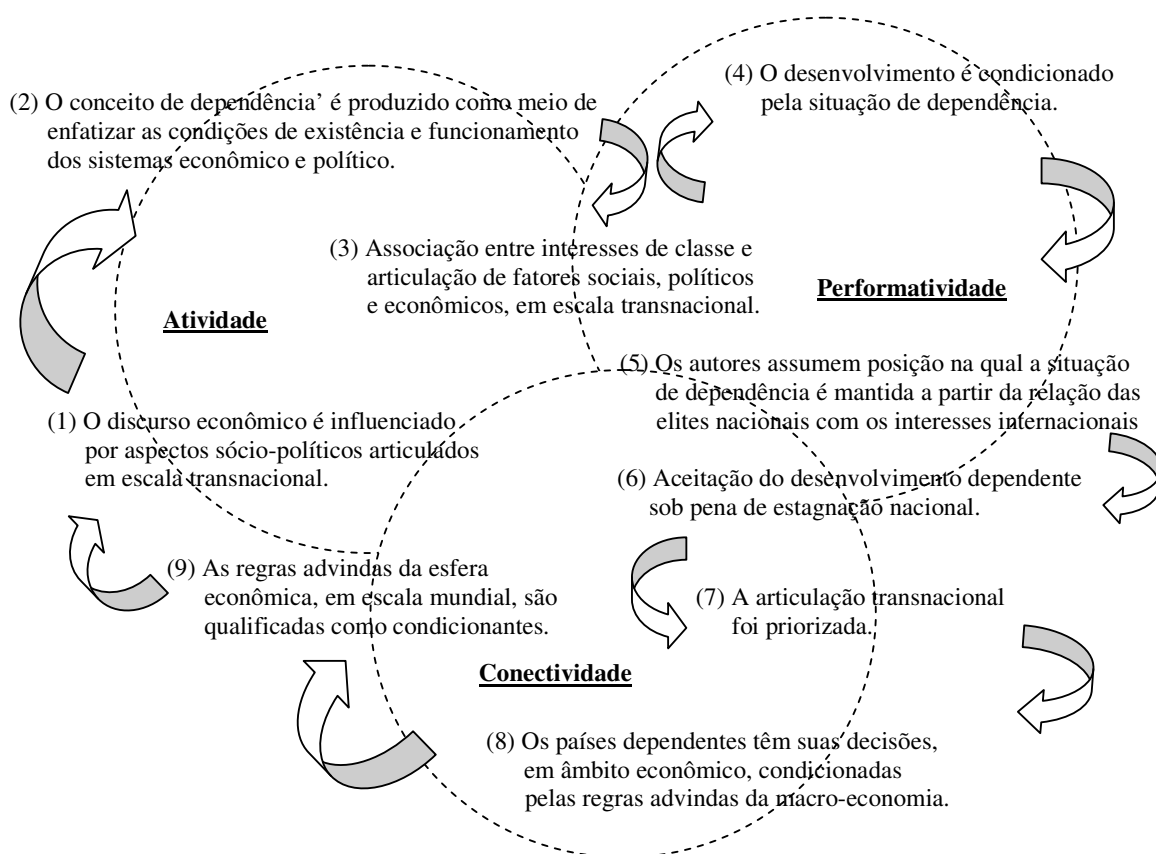 (2) O conceito de dependência’ é produzido como meio de
enfatizar as condições de existência e funcionamento
dos sistemas econômico e político.
(4) O desenvolvimento é condicionado
pela situação de dependência.
(3) Associação entre interesses de classe e
articulação de fatores sociais, políticos
e econômicos, em escala transnacional.
Performatividade
Atividade
(5) Os autores assumem posição na qual a situação
de dependência é mantida a partir da relação das
elites nacionais com os interesses internacionais
(1) O discurso econômico é influenciado
por aspectos sócio-políticos articulados
em escala transnacional.
(6) Aceitação do desenvolvimento dependente
sob pena de estagnação nacional.
(9) As regras advindas da esfera
econômica, em escala mundial, são
qualificadas como condicionantes.
(7) A articulação transnacional
foi priorizada.
Conectividade
(8) Os países dependentes têm suas decisões,
em âmbito econômico, condicionadas
pelas regras advindas da macro-economia.